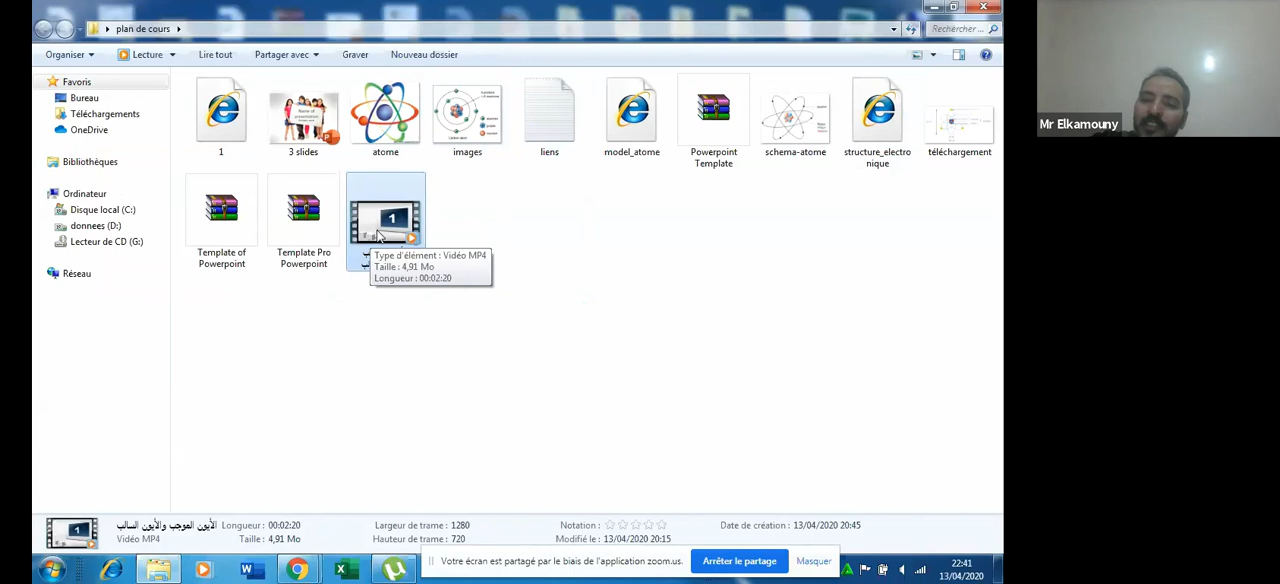 plan de cours
Rechercher ...
Organiser
Lecture
Lire tout
Partager avec
Graver
Nouveau dossier
Favoris
Bureau
Téléchargements
OneDrive
Bibliothèques
Ordinateur
Disque local (C:)
donnees (D:)
Lecteur de CD (G:)
Réseau
1
3 slides
atome
images
liens
model_atome
Powerpoint
Template
schema-atome
structure_electro
nique
téléchargement
Template of
Powerpoint
Template Pro
Powerpoint
1
Type d'élément : Vidéo MP4
Taille : 4,91 Mo
Longueur : 00:02:20
Mr Elkamouny
الأيون الموجب والأيون السالب
Vidéo MP4
Longueur : 00:02:20
Taille : 4,91 Mo
Largeur de trame : 1280
Hauteur de trame : 720
Notation :
Modifié le : 13/04/2020 20:15
Date de création : 13/04/2020 20:45
Votre écran est partagé par le biais de l'application zoom.us.
Arrêter le partage
Masquer
22:41
13/04/2020